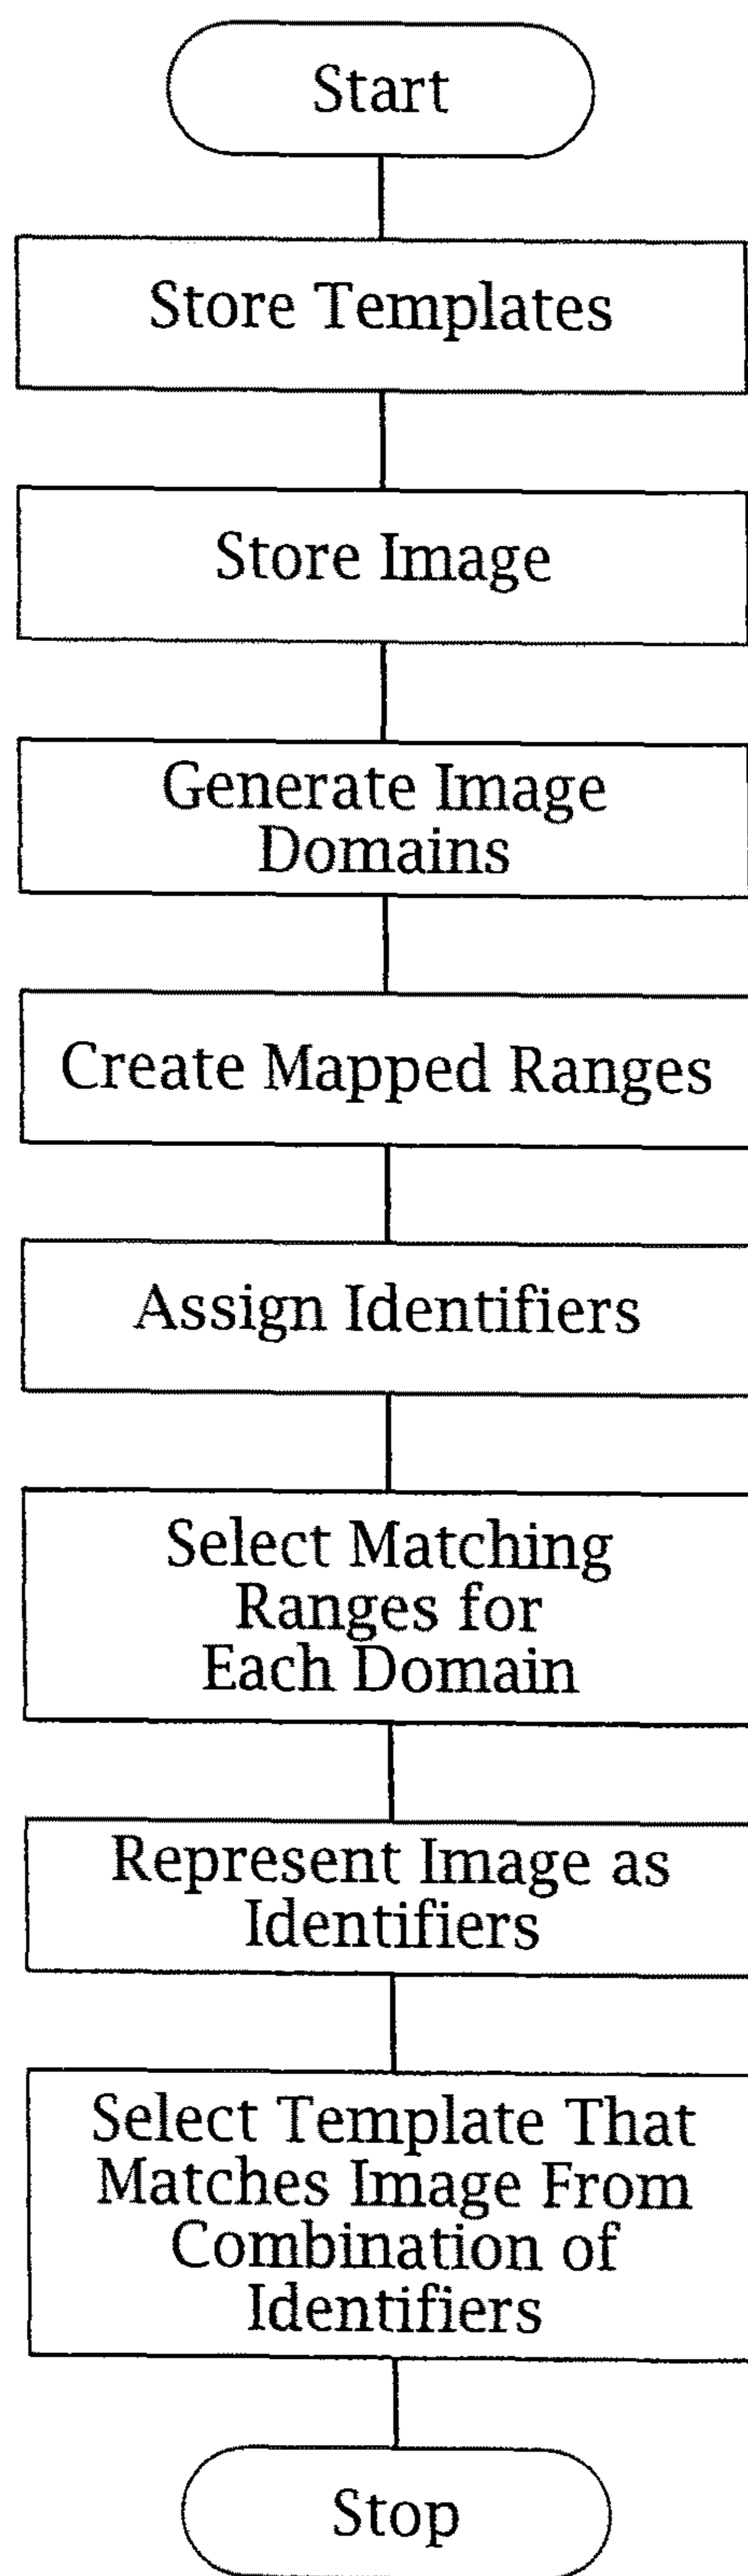 Start
Store Templates
Store Image
Generate Image
Domains
Create Mapped Ranges
Assign Identifiers
Select Matching
Ranges for
Each Domain
Represent Image as
Identifiers
Select Template That
Matches Image From
Combination of
Identifiers
Stop